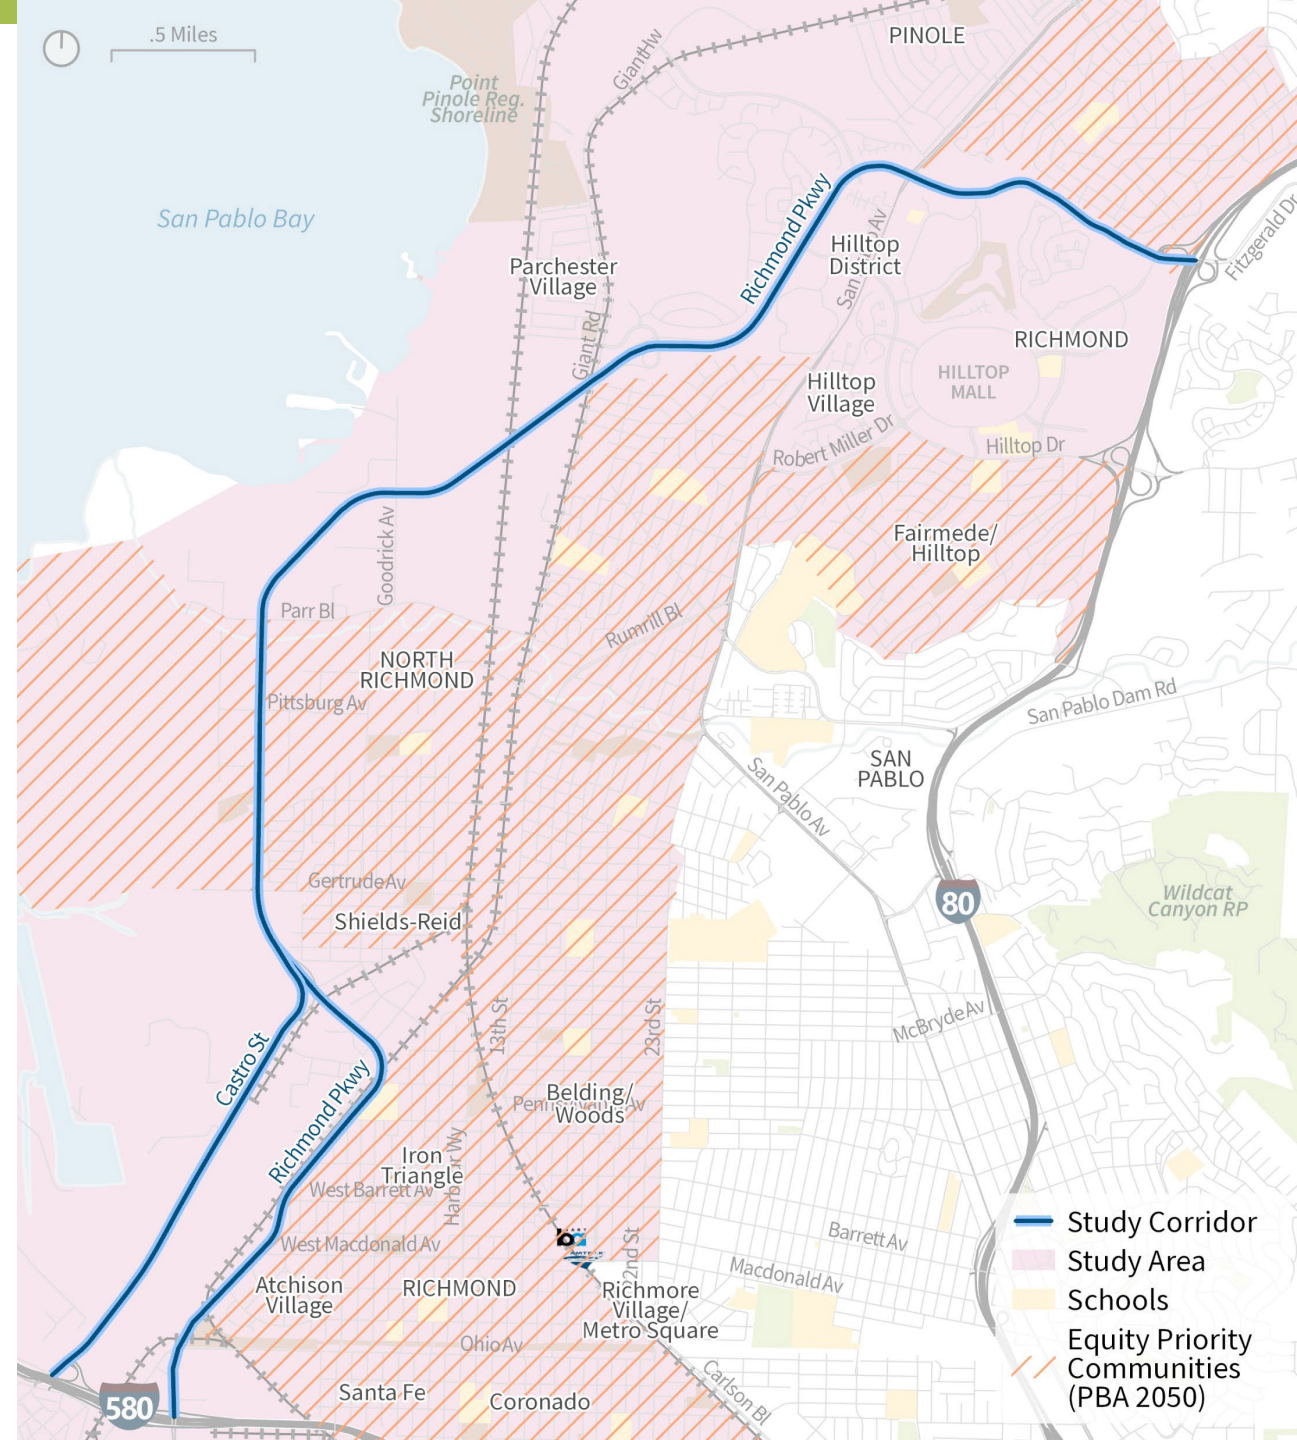 .5 Miles
PINOLE
Giant Hw
Point
Pinole Reg.
Shoreline
San Pablo Bay
Richmond Pkwy
Hilltop
District
Fitzgerald Dr
Parchester
Village
Giant Rd
RICHMOND
HILLTOP
MALL
Hilltop
Village
Robert Miller Dr
Hilltop Dr
Goodrick Av
Fairmede/
Hilltop
Parr Bl
Rumrill Bl
NORTH
RICHMOND
Pittsburg Av
San Pablo Dam Rd
SAN
PABLO
San Pablo Av
Gertrude Av
Shields-Reid
80
Wildcat
Canyon RP
McBryde Av
13th St
23rd St
Castro St
Richmond Pkwy
Belding/
Woods
Iron
Triangle
West Barrett Av
West Macdonald Av
Barrett Av
Macdonald Av
Atchison
Village
RICHMOND
Richmore
Village/
Metro Square
Ohio Av
Santa Fe
Coronado
Carlson Bl
580
Study Corridor
Study Area
Schools
Equity Priority
Communities
(PBA 2050)